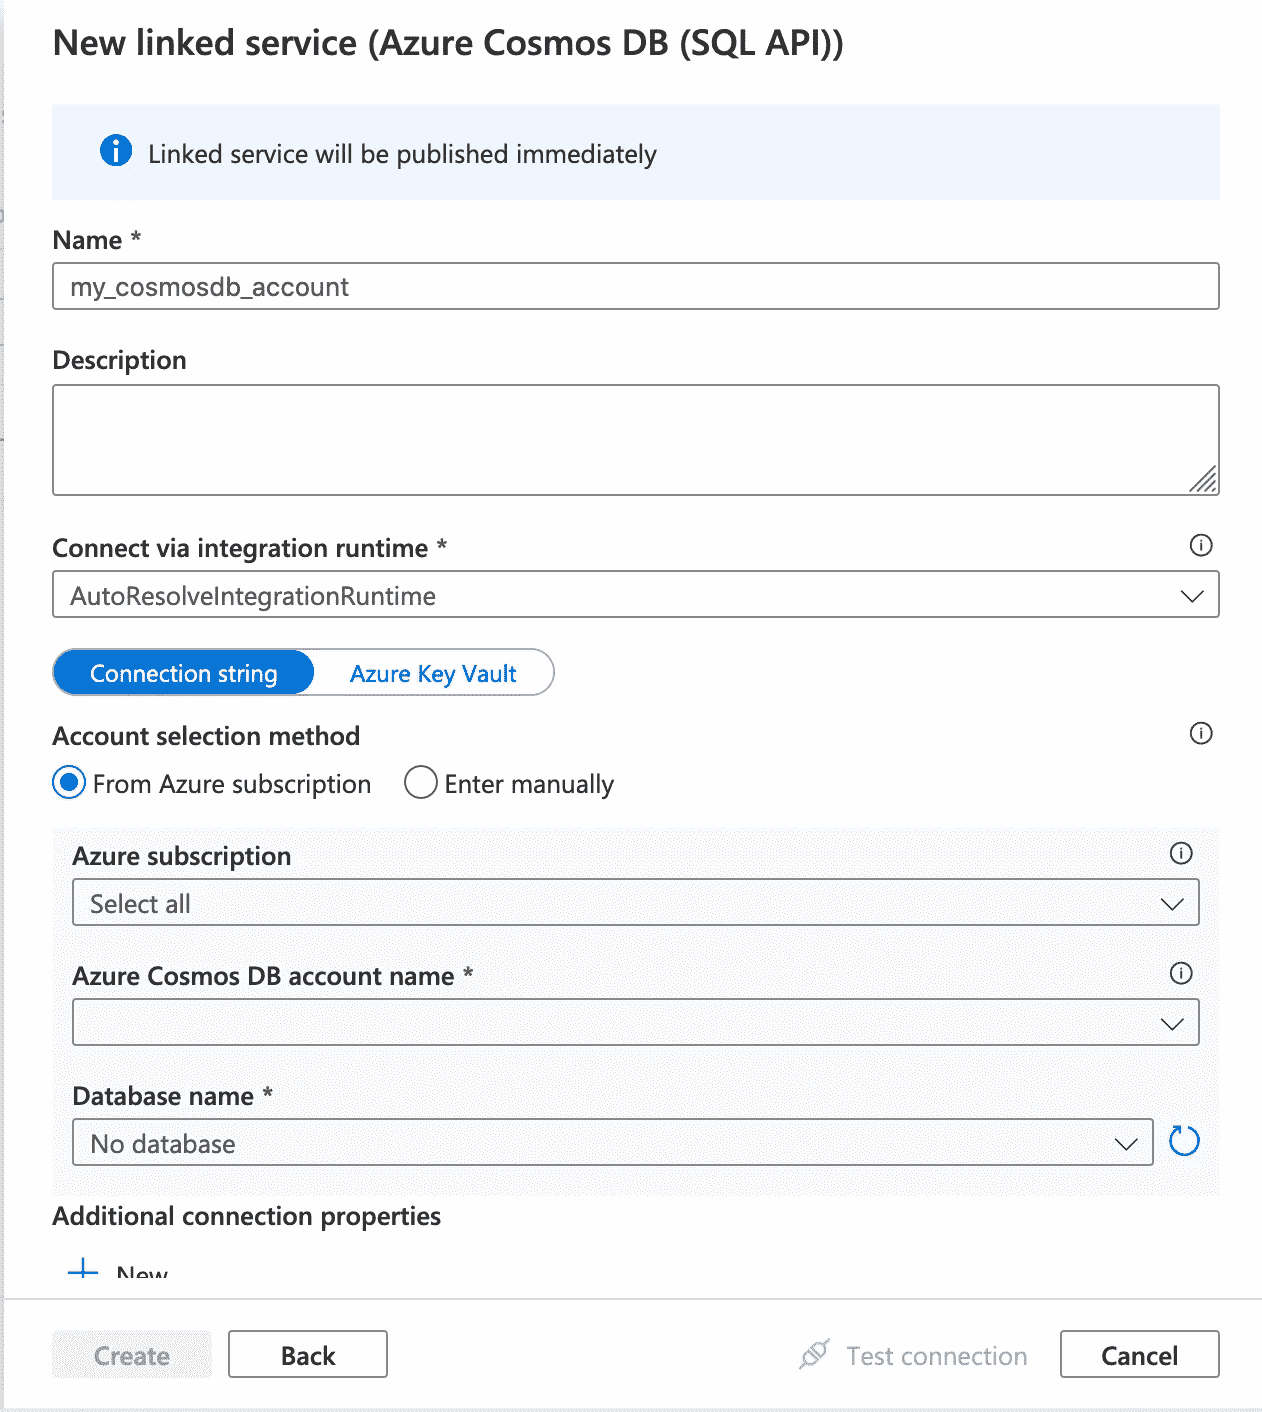 New linked service (Azure Cosmos DB (SQL API))
Linked service will be published immediately
Name *
my_cosmosdb_account
Description
Connect via integration runtime *
AutoResolveIntegrationRuntime
Connection string Azure Key Vault
Account selection method
From Azure subscription Enter manually
Azure subscription
Select all
Azure Cosmos DB account name *
Database name *
No database
Additional connection properties
New
Create Back Test connection Cancel